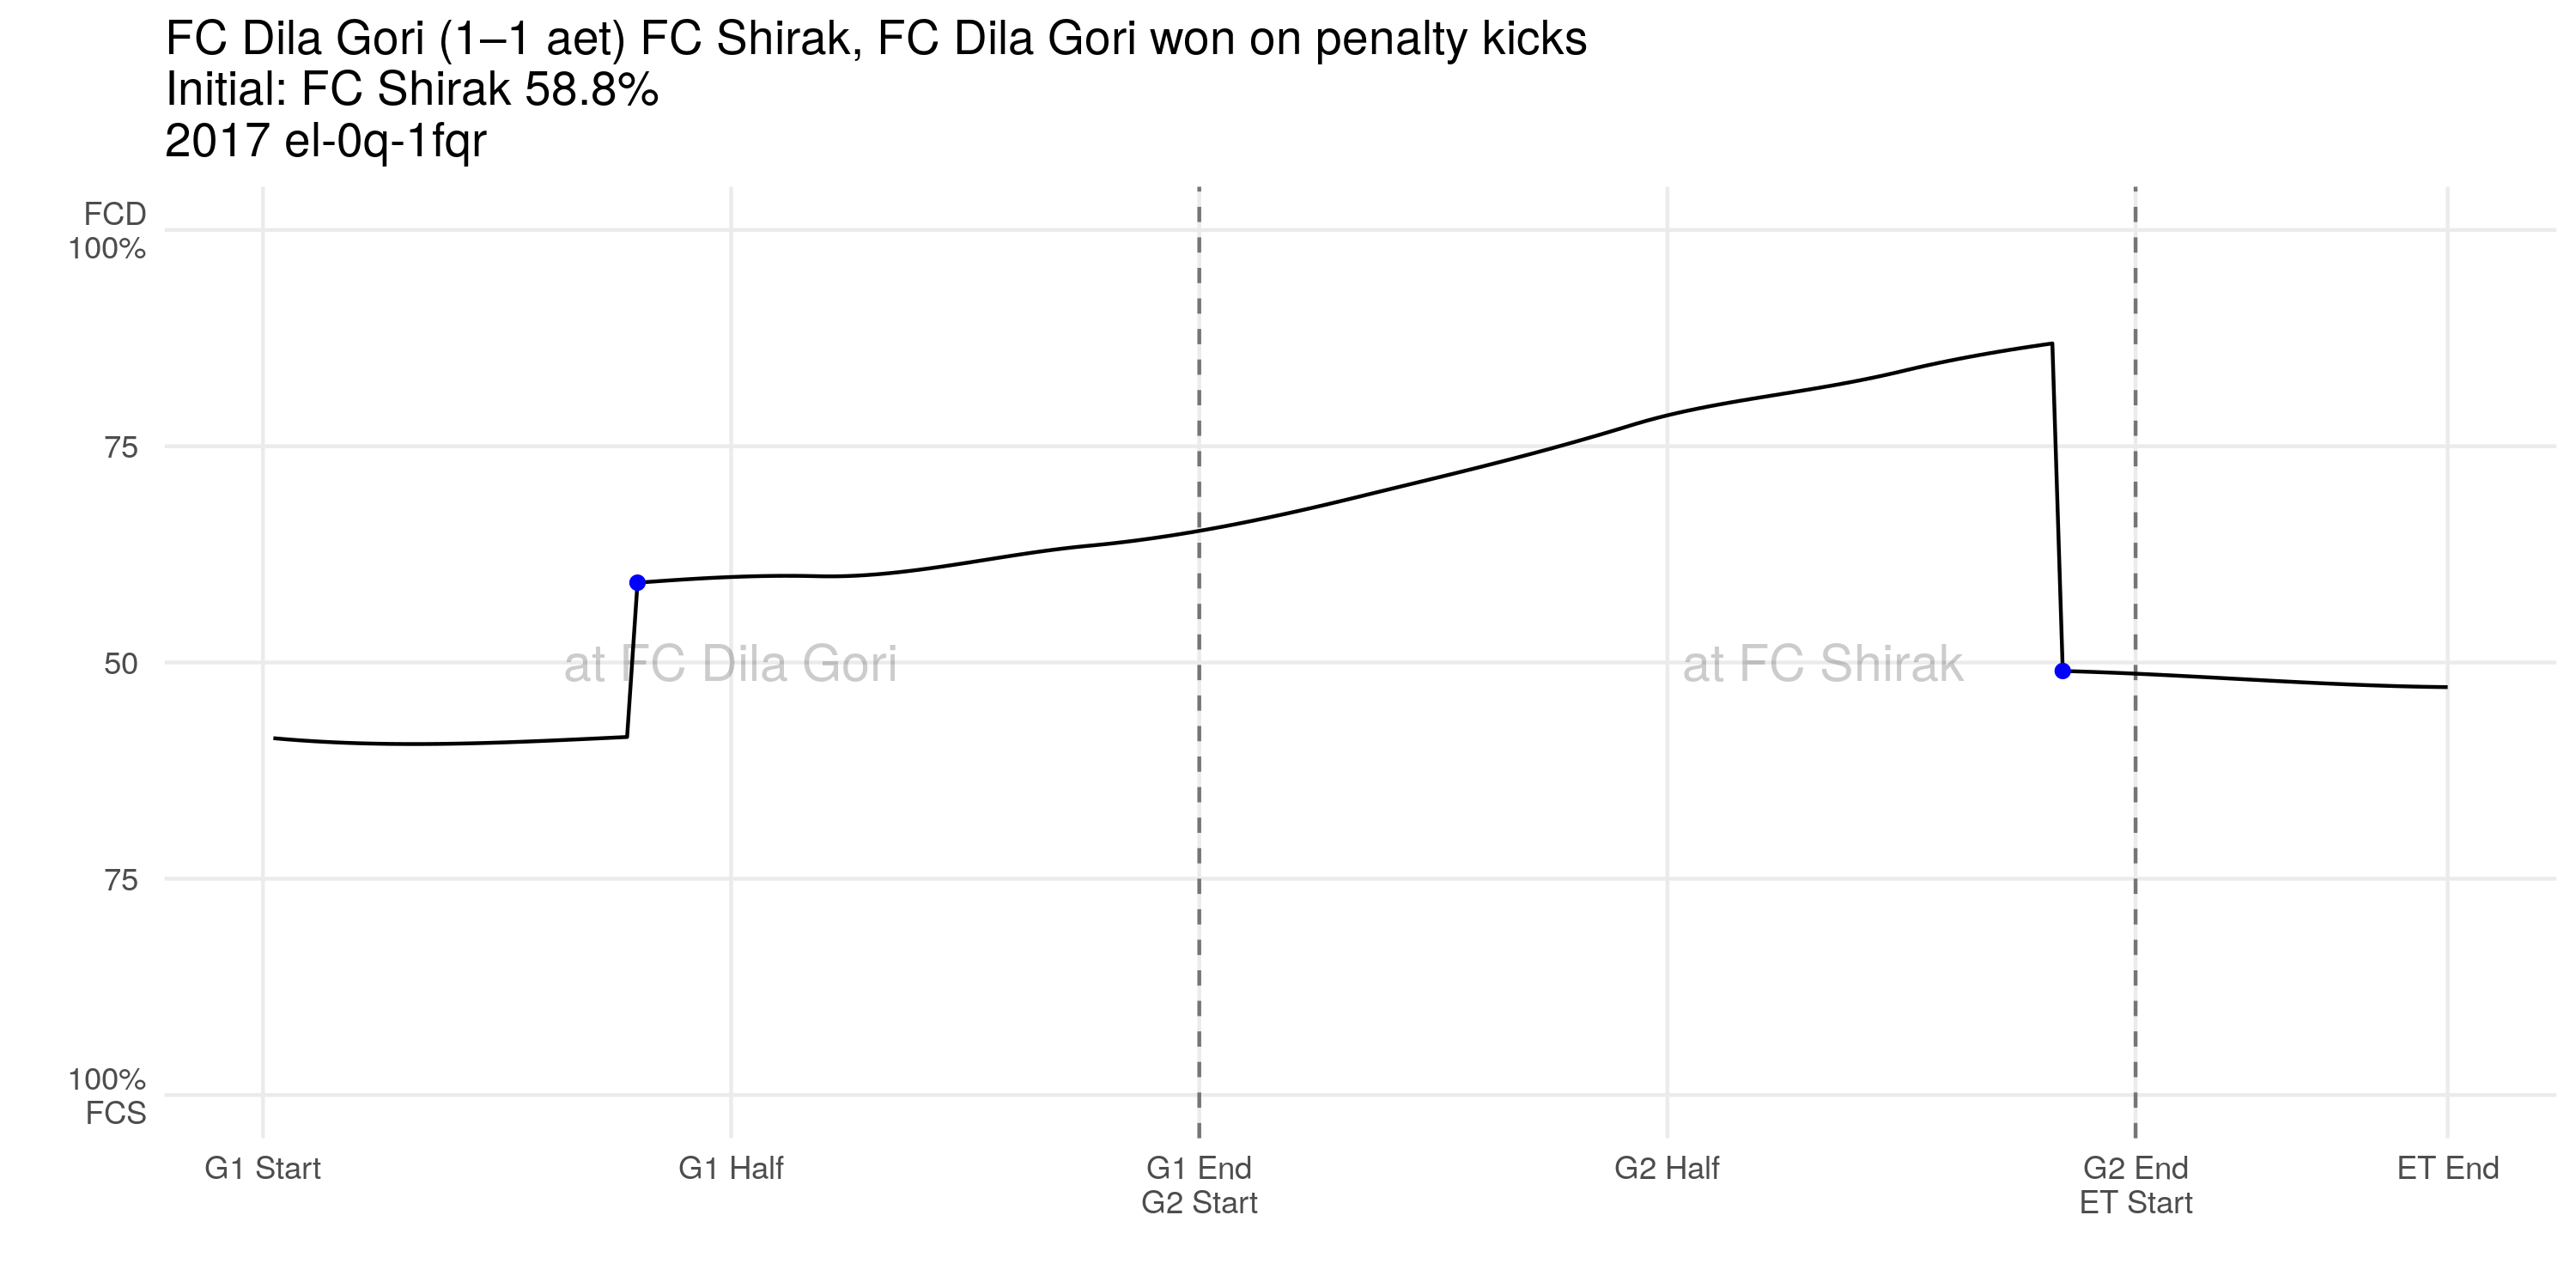 FC Dila Gori (1–1 aet) FC Shirak, FC Dila Gori won on penalty kicks
Initial: FC Shirak 58.8%
2017 el-0q-1fqr
FCD
100%
75
50
75
100%
FCS
at FC Dila Gori
at FC Shirak
G1 Start
G1 Half
G1 End
G2 Start
G2 Half
G2 End
ET Start
ET End